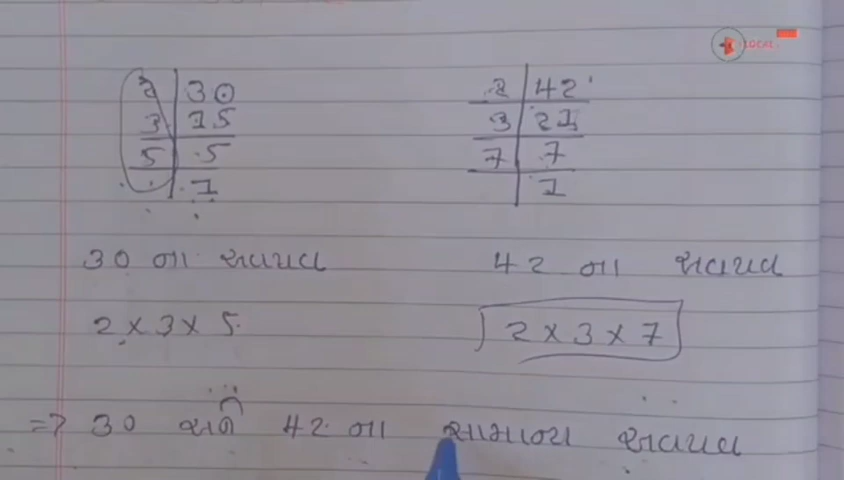 2 | 30    2 | 42
3 | 15    3 | 21
5 | 5    7 | 7
| 1    | 1
30 ના અવયવ    42 ના અવયવ
2 x 3 x 5    2 x 3 x 7
=> 30 અને 42 ના સામાન્ય અવયવ